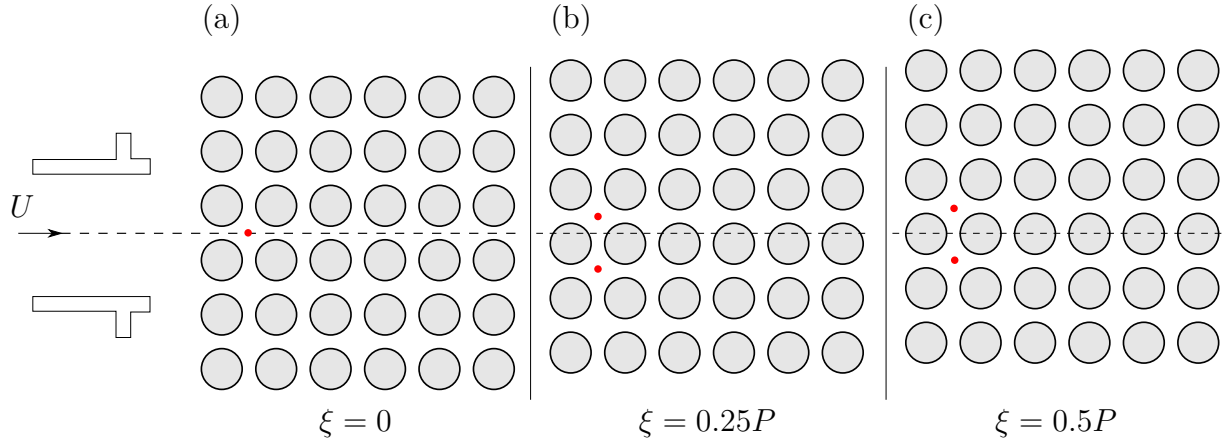 (a)
(b)
(c)
U
ξ = 0
ξ = 0.25P
ξ = 0.5P